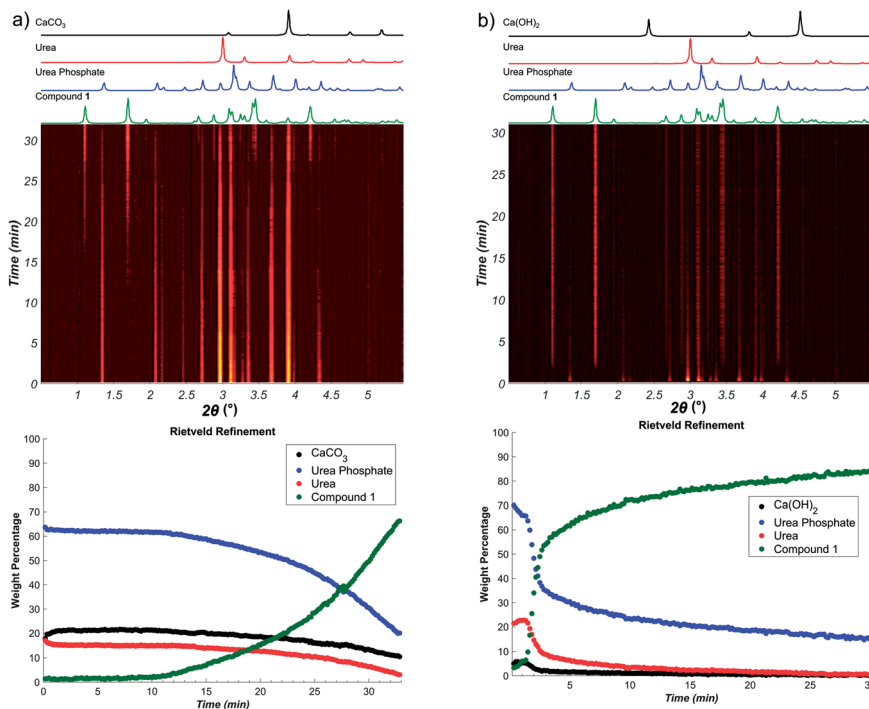 a)
CaCO3
Urea
Urea Phosphate
Compound 1
Time (min)
30
25
20
15
10
5
0
1 1.5 2 2.5 3 3.5 4 4.5 5
2θ (°)
Rietveld Refinement
Weight Percentage
100
90
80
70
60
50
40
30
20
10
0
CaCO3
Urea Phosphate
Urea
Compound 1
0 10 20 30
Time (min)
b)
Ca(OH)2
Urea
Urea Phosphate
Compound 1
Time (min)
30
25
20
15
10
5
0
1 1.5 2 2.5 3 3.5 4 4.5 5
2θ (°)
Rietveld Refinement
Weight Percentage
100
90
80
70
60
50
40
30
20
10
0
Ca(OH)2
Urea Phosphate
Urea
Compound 1
5 10 15 20 25 30
Time (min)